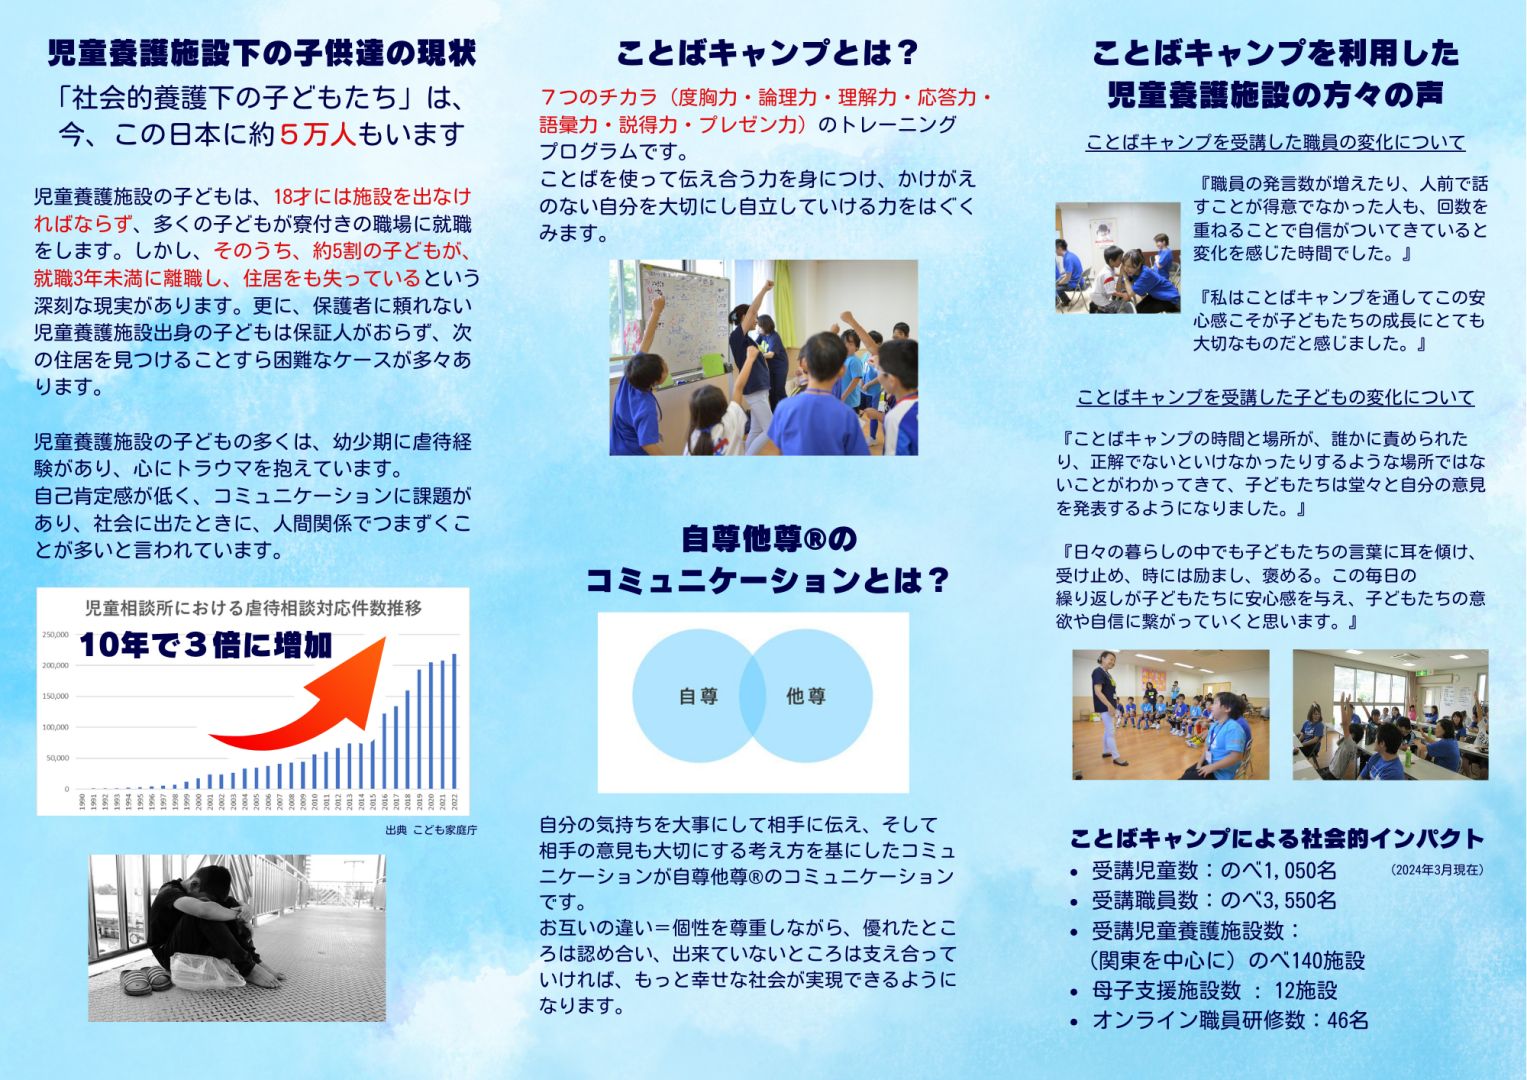 児童養護施設下の子供達の現状
「社会的養護下の子どもたち」は、
今、この日本に約５万人もいます
児童養護施設の子どもは、18才には施設を出なけ
ればならず、多くの子どもが寮付きの職場に就職
をします。しかし、そのうち、約5割の子どもが、
就職3年未満に離職し、住居をも失っているという
深刻な現実があります。更に、保護者に頼れない
児童養護施設出身の子どもは保証人がおらず、次
の住居を見つけることすら困難なケースが多々あ
ります。
児童養護施設の子どもの多くは、幼少期に虐待経
験があり、心にトラウマを抱えています。
自己肯定感が低く、コミュニケーションに課題が
あり、社会に出たときに、人間関係でつまずくこ
とが多いと言われています。
児童相談所における虐待相談対応件数推移
10年で３倍に増加
250,000
200,000
150,000
100,000
50,000
0
1990 1991 1992 1993 1994 1995 1996 1997 1998 1999 2000 2001 2002 2003 2004 2005 2006 2007 2008 2009 2010 2011 2012 2013 2014 2015 2016 2017 2018 2019 2020 2021 2022
出典 こども家庭庁
ことばキャンプとは？
７つのチカラ（度胸力・論理力・理解力・応答力・
語彙力・説得力・プレゼン力）のトレーニング
プログラムです。
ことばを使って伝え合う力を身につけ、かけがえ
のない自分を大切にし自立していける力をはぐく
みます。
自尊他尊®の
コミュニケーションとは？
自尊
他尊
自分の気持ちを大事にして相手に伝え、そして
相手の意見も大切にする考え方を基にしたコミュ
ニケーションが自尊他尊®のコミュニケーション
です。
お互いの違い＝個性を尊重しながら、優れたとこ
ろは認め合い、出来ていないところは支え合って
いければ、もっと幸せな社会が実現できるように
なります。
ことばキャンプを利用した
児童養護施設の方々の声
ことばキャンプを受講した職員の変化について
『職員の発言数が増えたり、人前で話
すことが得意でなかった人も、回数を
重ねることで自信がついてきていると
変化を感じた時間でした。』
『私はことばキャンプを通してこの安
心感こそが子どもたちの成長にとても
大切なものだと感じました。』
ことばキャンプを受講した子どもの変化について
『ことばキャンプの時間と場所が、誰かに責められた
り、正解でないといけなかったりするような場所ではな
いことがわかってきて、子どもたちは堂々と自分の意見
を発表するようになりました。』
『日々の暮らしの中でも子どもたちの言葉に耳を傾け、
受け止め、時には励まし、褒める。この毎日の
繰り返しが子どもたちに安心感を与え、子どもたちの意
欲や自信に繋がっていくと思います。』
ことばキャンプによる社会的インパクト
• 受講児童数：のべ1,050名 （2024年3月現在）
• 受講職員数：のべ3,550名
• 受講児童養護施設数：
（関東を中心に）のべ140施設
• 母子支援施設数 : 12施設
• オンライン職員研修数：46名